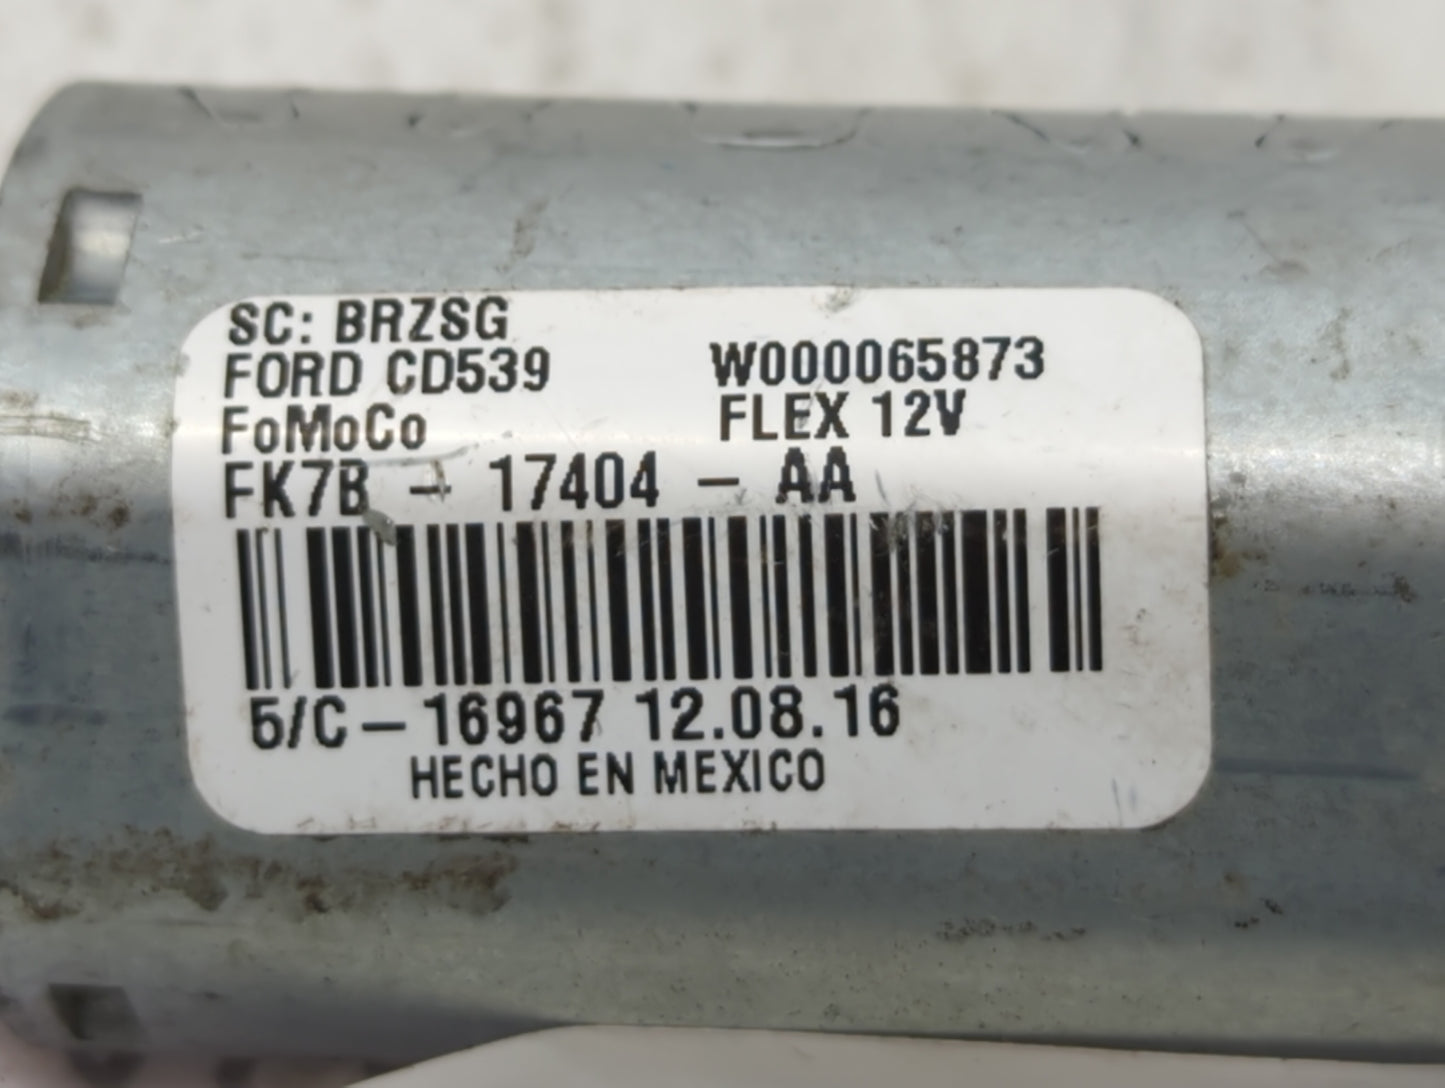 SC: BRZSG
FORD CD539 W000065873
FoMoCo FLEX 12V
FK7B - 17404 - AA
5/C-16967 12.08.16
HECHO EN MEXICO